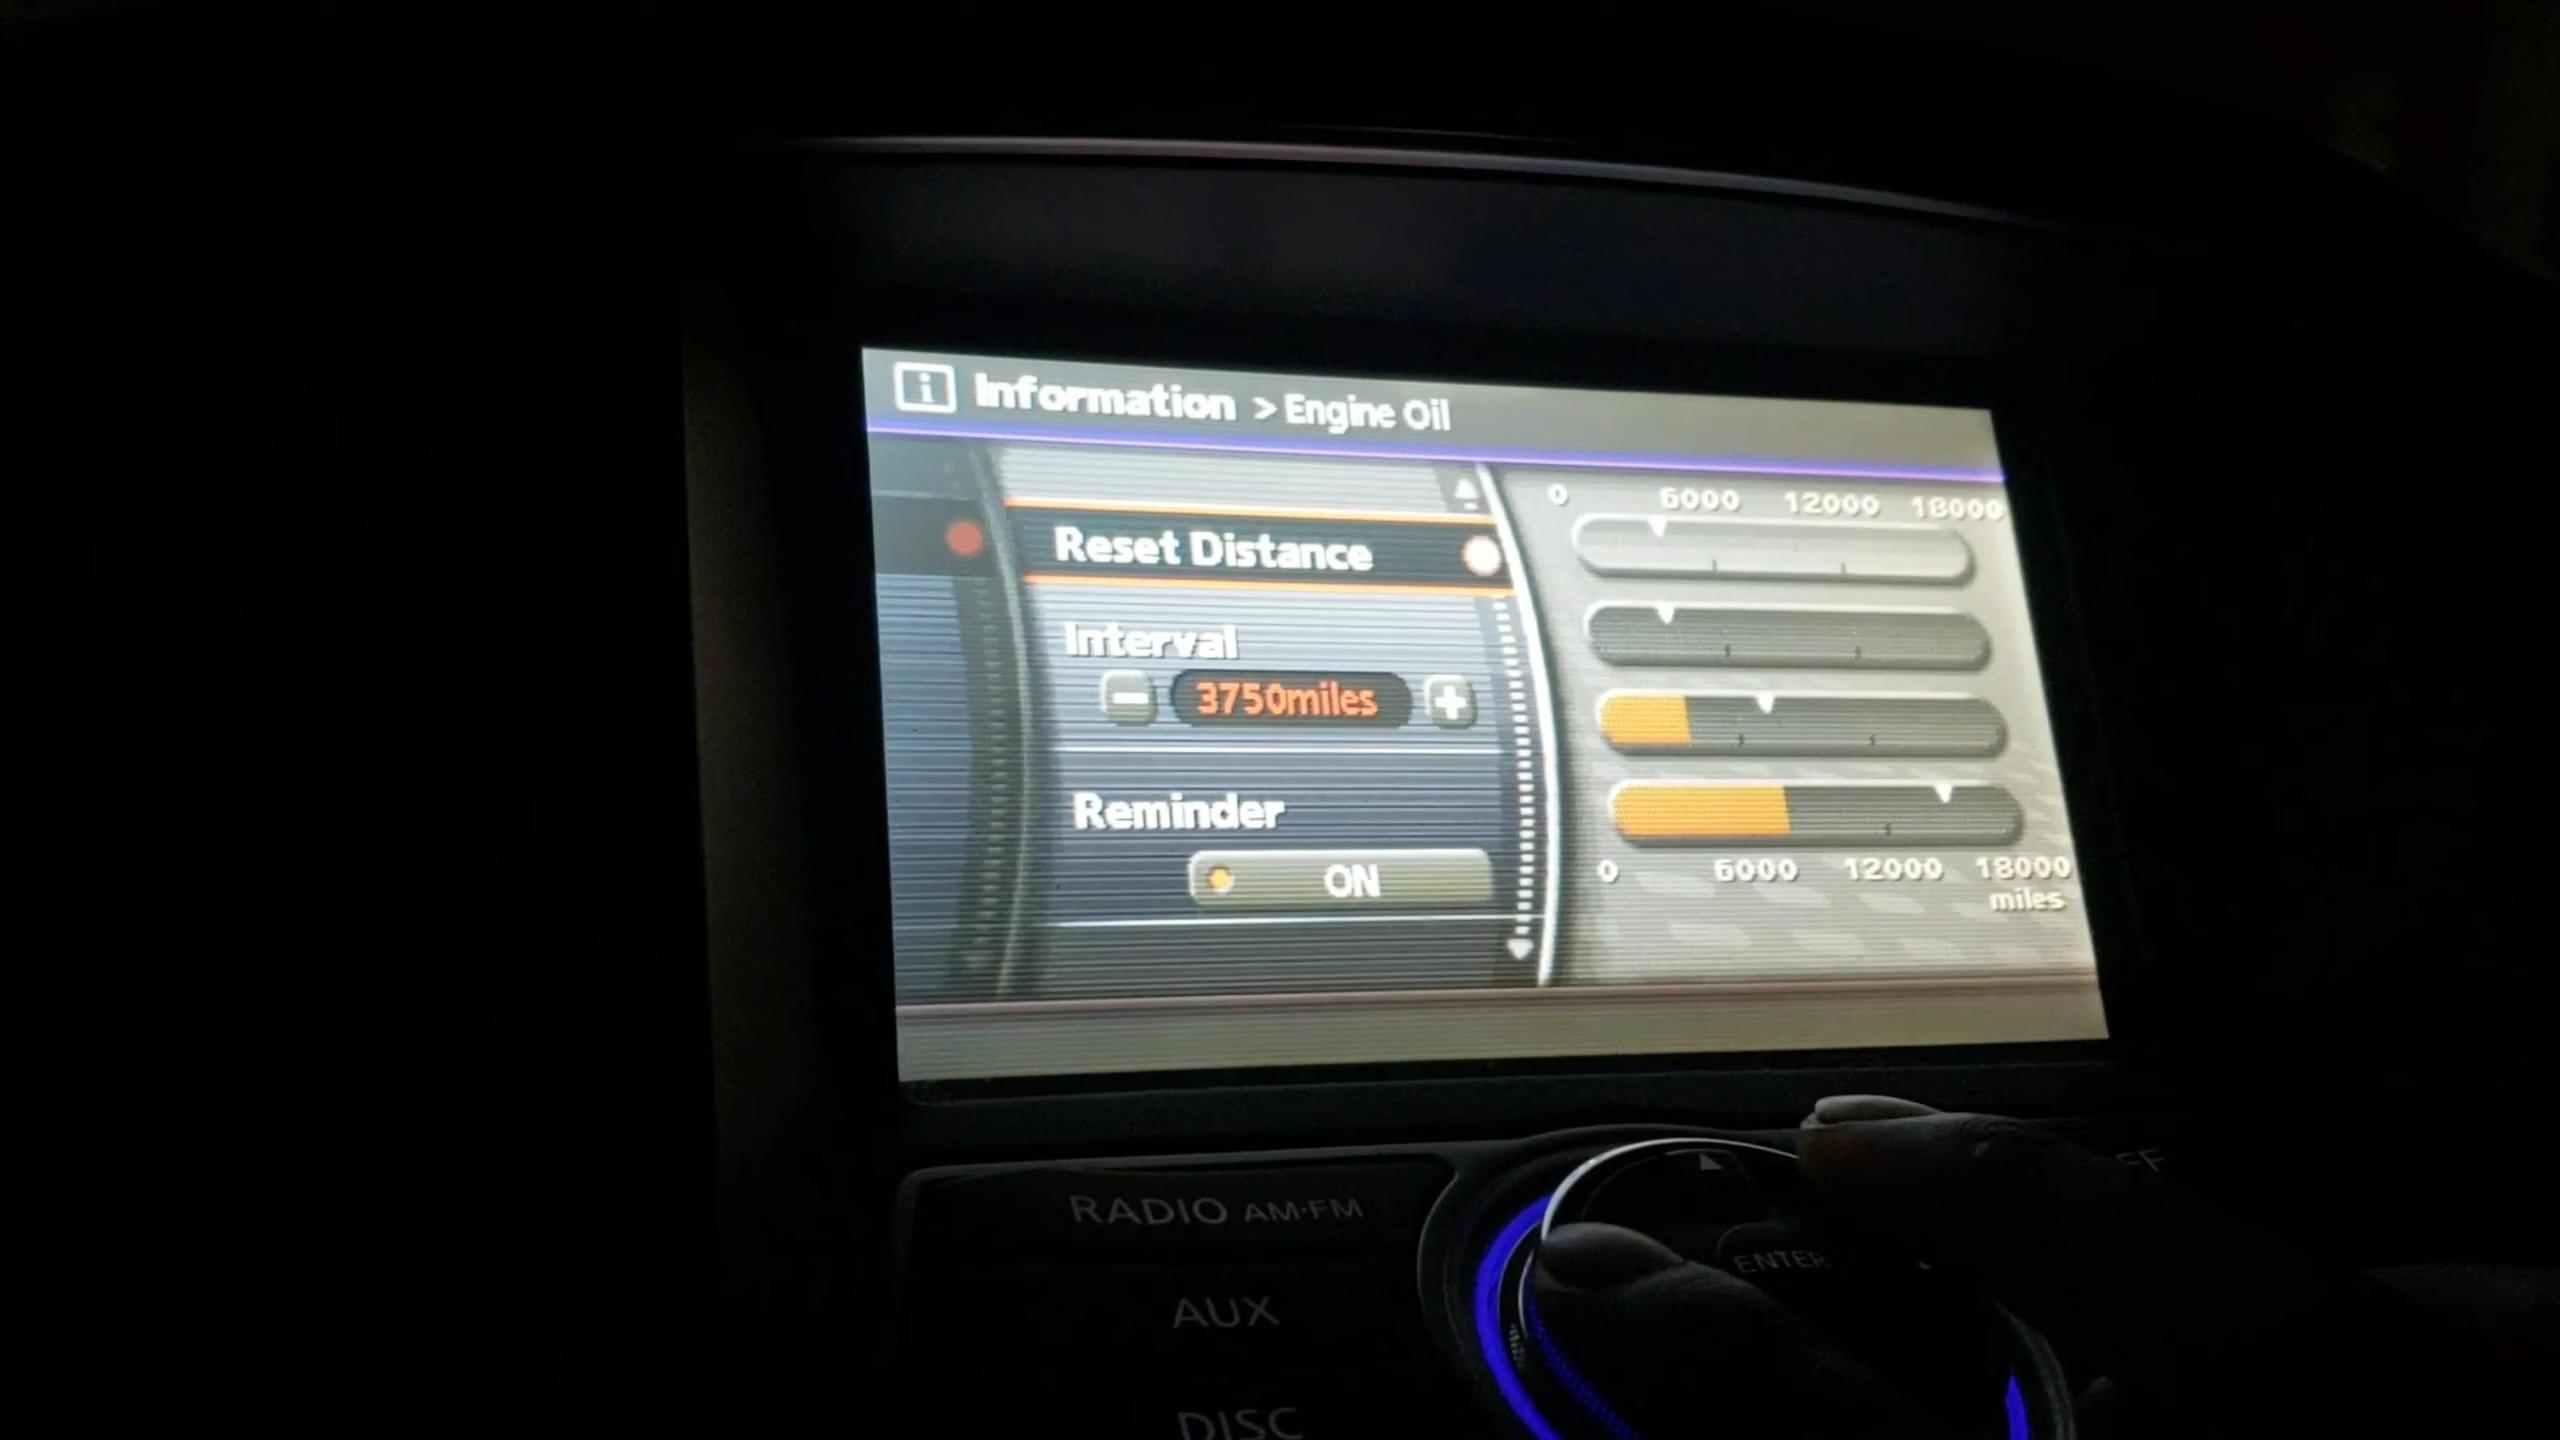 i Information > Engine Oil
Reset Distance
Interval
3750miles
Reminder
ON
0 6000 12000 18000
0 6000 12000 18000
miles
RADIO AM·FM
AUX
DISC
ENTER